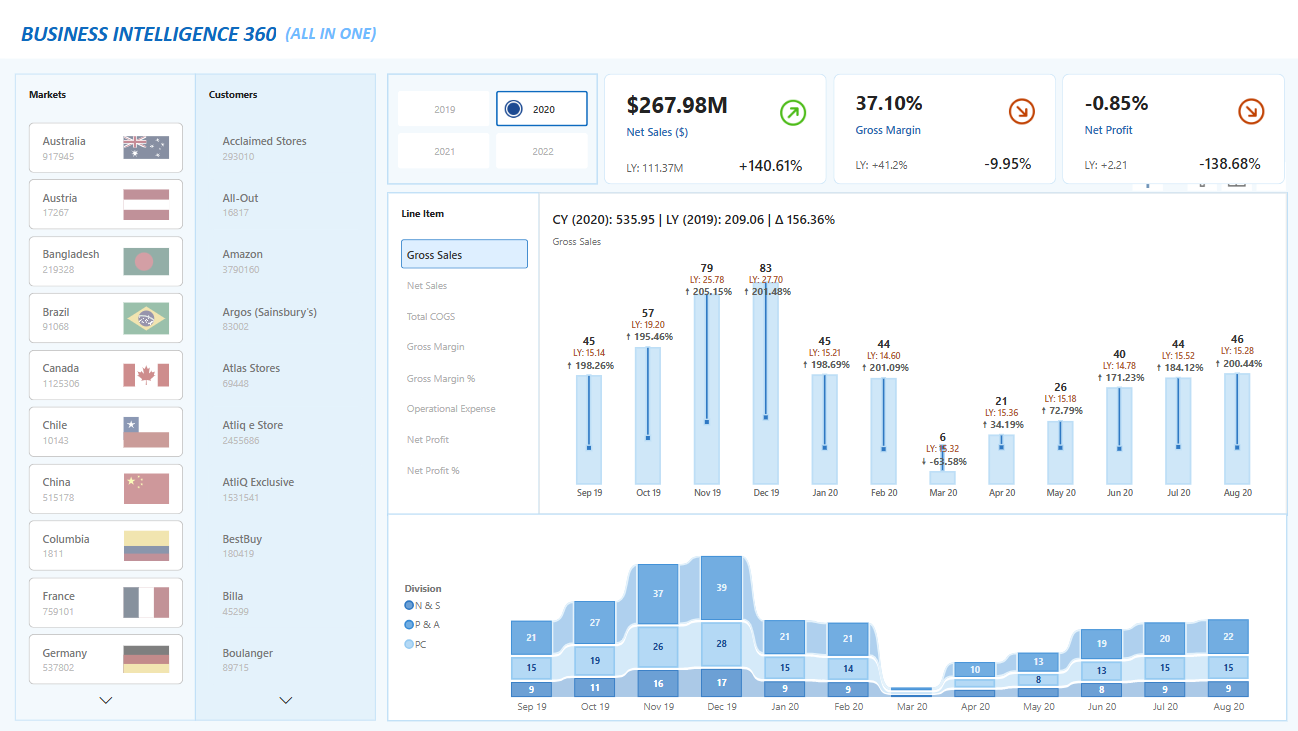 BUSINESS INTELLIGENCE 360 (ALL IN ONE)
Markets
Australia
917945
Austria
17267
Bangladesh
219328
Brazil
91068
Canada
1125306
Chile
10143
China
515178
Columbia
1811
France
759101
Germany
537802
Customers
Acclaimed Stores
293010
All-Out
16817
Amazon
3790160
Argos (Sainsbury's)
83002
Atlas Stores
69448
Atliq e Store
2455686
AtliQ Exclusive
1531541
BestBuy
180419
Billa
45299
Boulanger
89715
2019
2020
2021
2022
$267.98M
Net Sales ($)
LY: 111.37M +140.61%
37.10%
Gross Margin
LY: +41.2% -9.95%
-0.85%
Net Profit
LY: +2.21 -138.68%
Line Item
Gross Sales
Net Sales
Total COGS
Gross Margin
Gross Margin %
Operational Expense
Net Profit
Net Profit %
CY (2020): 535.95 | LY (2019): 209.06 | Δ 156.36%
Gross Sales
45
LY: 15.14
↑ 198.26%
57
LY: 19.20
↑ 195.46%
79
LY: 25.78
↑ 205.15%
83
LY: 27.70
↑ 201.48%
45
LY: 15.21
↑ 198.69%
44
LY: 14.60
↑ 201.09%
6
LY: 15.32
↓ -63.58%
21
LY: 15.36
↑ 34.19%
26
LY: 15.18
↑ 72.79%
40
LY: 14.78
↑ 171.23%
44
LY: 15.52
↑ 184.12%
46
LY: 15.28
↑ 200.44%
Sep 19 Oct 19 Nov 19 Dec 19 Jan 20 Feb 20 Mar 20 Apr 20 May 20 Jun 20 Jul 20 Aug 20
Division
N & S
P & A
PC
21 27 37 39 21 21 10 13 19 20 22
15 19 26 28 15 14 8 13 15 15
9 11 16 17 9 9 8 9 9
Sep 19 Oct 19 Nov 19 Dec 19 Jan 20 Feb 20 Mar 20 Apr 20 May 20 Jun 20 Jul 20 Aug 20